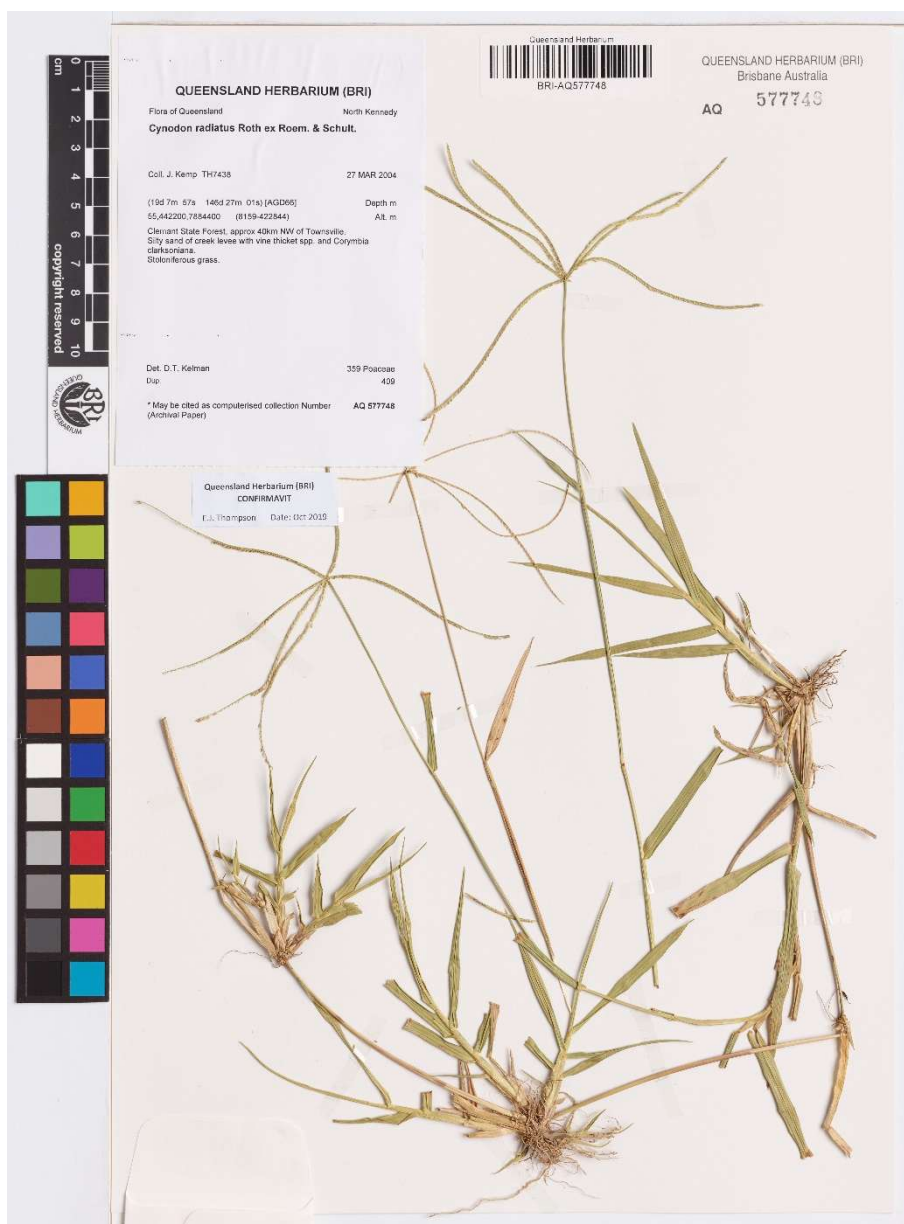 Queensland Herbarium
BRI-AQ577748
QUEENSLAND HERBARIUM (BRI)
Brisbane Australia
AQ 577748
cm 0 1 2 3 4 5 6 7 8 9 10
copyright reserved
QUEENSLAND HERBARIUM
BRI
QUEENSLAND HERBARIUM (BRI)
Flora of Queensland North Kennedy
Cynodon radiatus Roth ex Roem. & Schult.
Coll. J. Kemp TH7438 27 MAR 2004
(19d 7m 57s 146d 27m 01s) [AGD66] Depth m
55,442200,7884400 (8159-422844) Alt. m
Clemant State Forest, approx 40km NW of Townsville.
Silty sand of creek levee with vine thicket spp. and Corymbia
clarksoniana.
Stoloniferous grass.
Det. D.T. Kelman 359 Poaceae
Dup. 409
* May be cited as computerised collection Number AQ 577748
(Archival Paper)
Queensland Herbarium (BRI)
CONFIRMAVIT
E.J. Thompson Date: Oct 2019